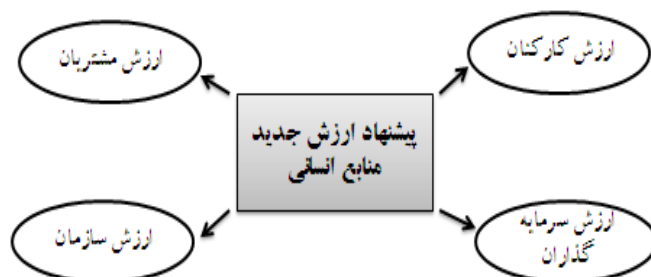 ارزش کارکنان
ارزش مشتریان
پیشنهاد ارزش جدید
منابع انسانی
ارزش سرمایه
گذاران
ارزش سازمان